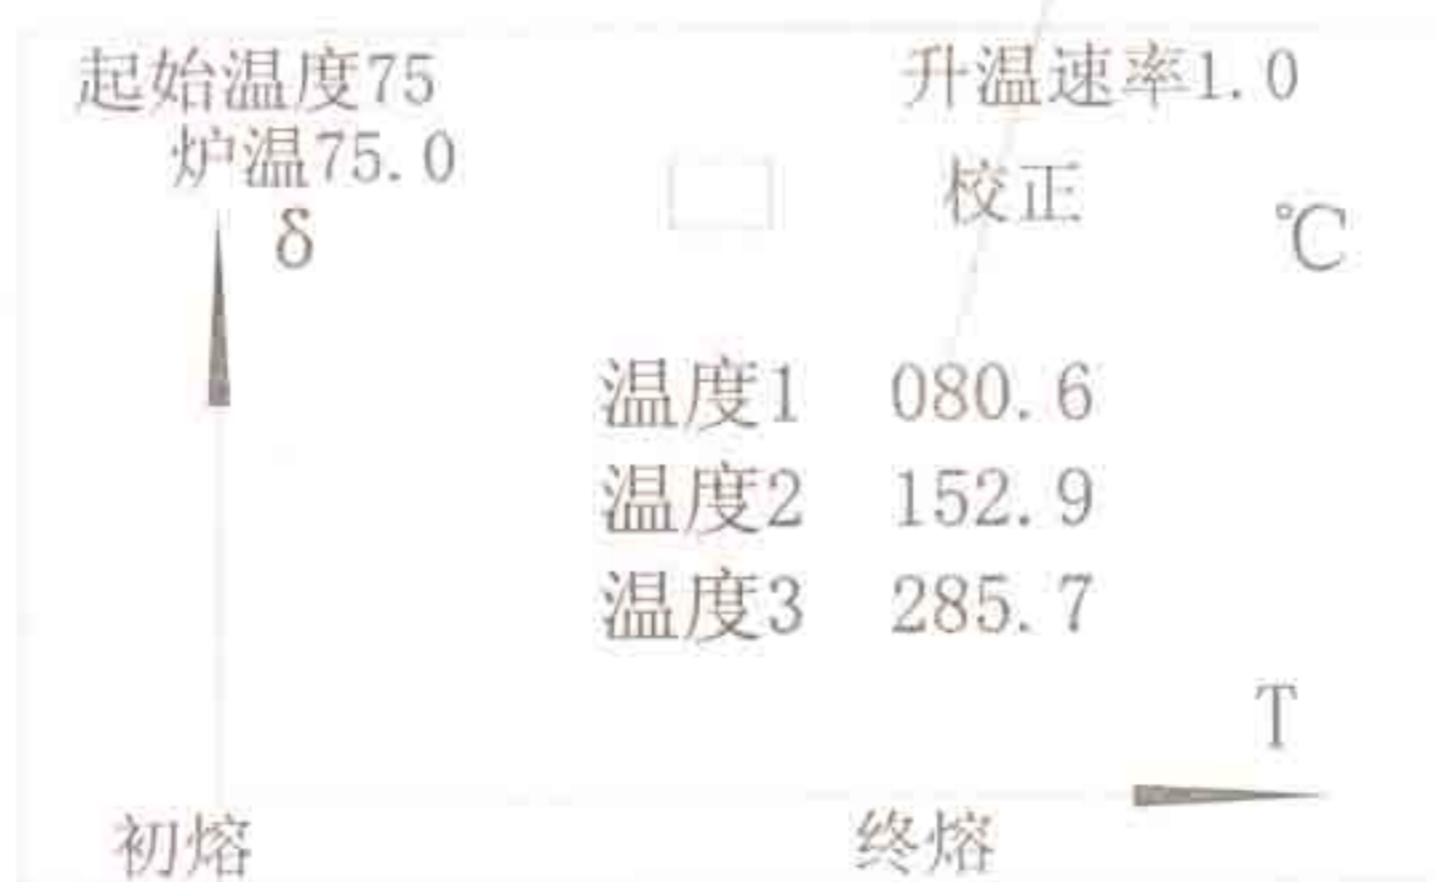 起始温度75 升温速率1.0
炉温75.0
校正 ℃
δ
温度1 080.6
温度2 152.9
温度3 285.7
T
初熔 终熔